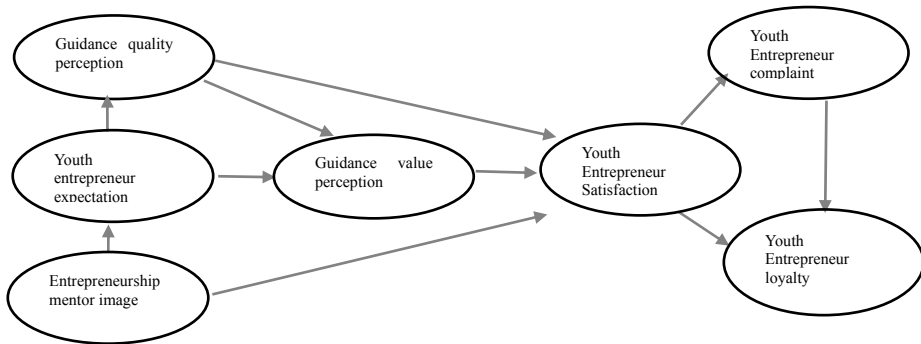 Guidance quality
perception
Youth
Entrepreneur
complaint
Youth
entrepreneur
expectation
Guidance value
perception
Youth
Entrepreneur
Satisfaction
Entrepreneurship
mentor image
Youth
Entrepreneur
loyalty